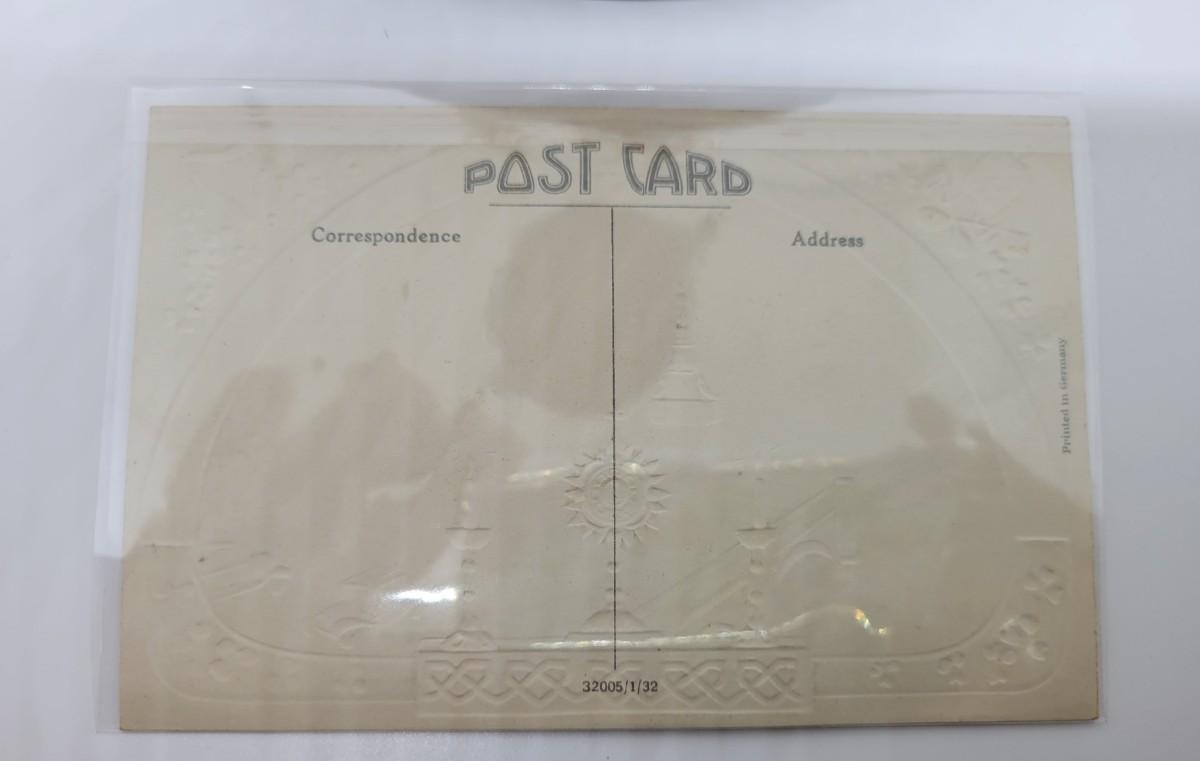 POST CARD
Correspondence
Address
Printed in Germany
32005/1/32